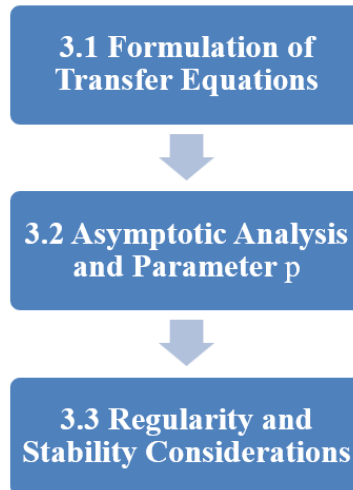 3.1 Formulation of
Transfer Equations
3.2 Asymptotic Analysis
and Parameter p
3.3 Regularity and
Stability Considerations